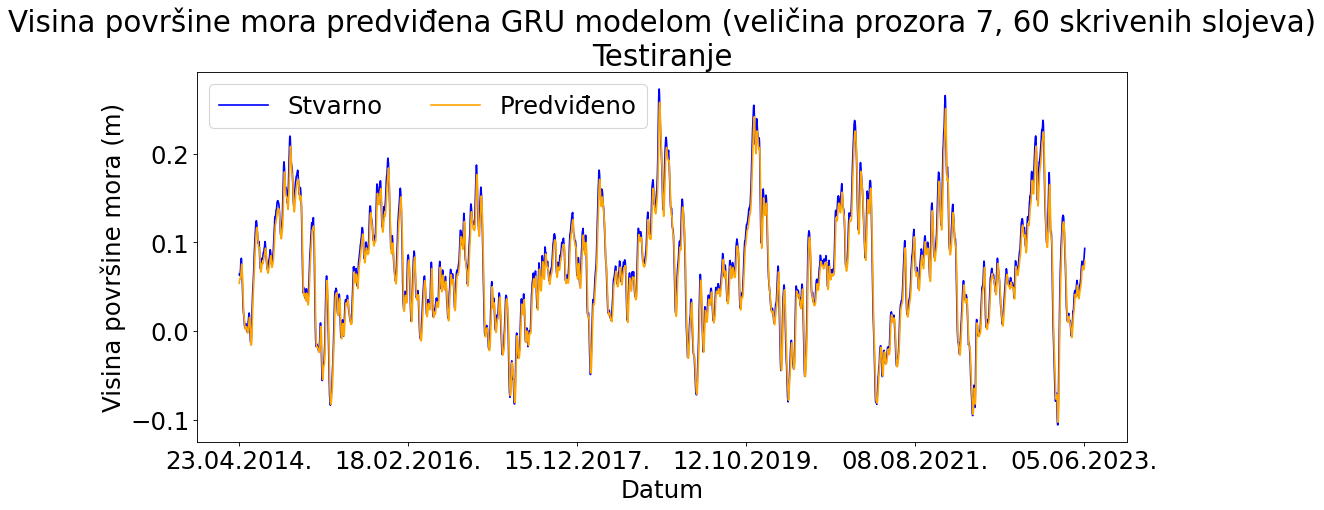 Visina površine mora predviđena GRU modelom (veličina prozora 7, 60 skrivenih slojeva)
Testiranje
Stvarno Predviđeno
Visina površine mora (m)
0.2
0.1
0.0
−0.1
23.04.2014. 18.02.2016. 15.12.2017. 12.10.2019. 08.08.2021. 05.06.2023.
Datum